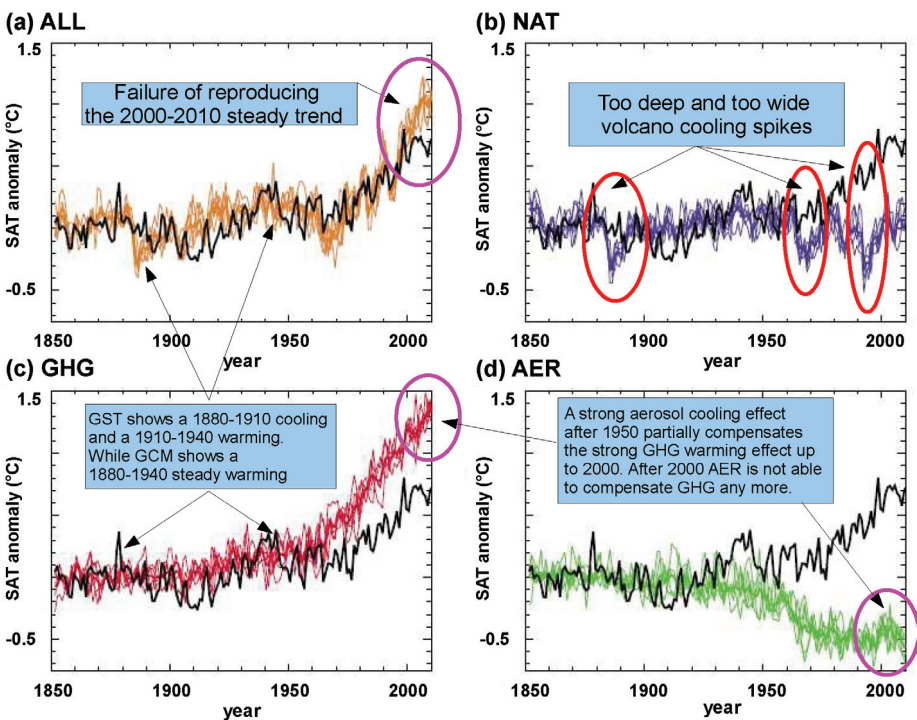 (a) ALL
1.5
SAT anomaly (°C)
-0.5
1850
1900
1950
2000
year
Failure of reproducing
the 2000-2010 steady trend
(b) NAT
1.5
SAT anomaly (°C)
-0.5
1850
1900
1950
2000
year
Too deep and too wide
volcano cooling spikes
(c) GHG
1.5
SAT anomaly (°C)
-0.5
1850
1900
1950
2000
year
GST shows a 1880-1910 cooling
and a 1910-1940 warming.
While GCM shows a
1880-1940 steady warming
(d) AER
1.5
SAT anomaly (°C)
-0.5
1850
1900
1950
2000
year
A strong aerosol cooling effect
after 1950 partially compensates
the strong GHG warming effect up
to 2000. After 2000 AER is not able
to compensate GHG any more.